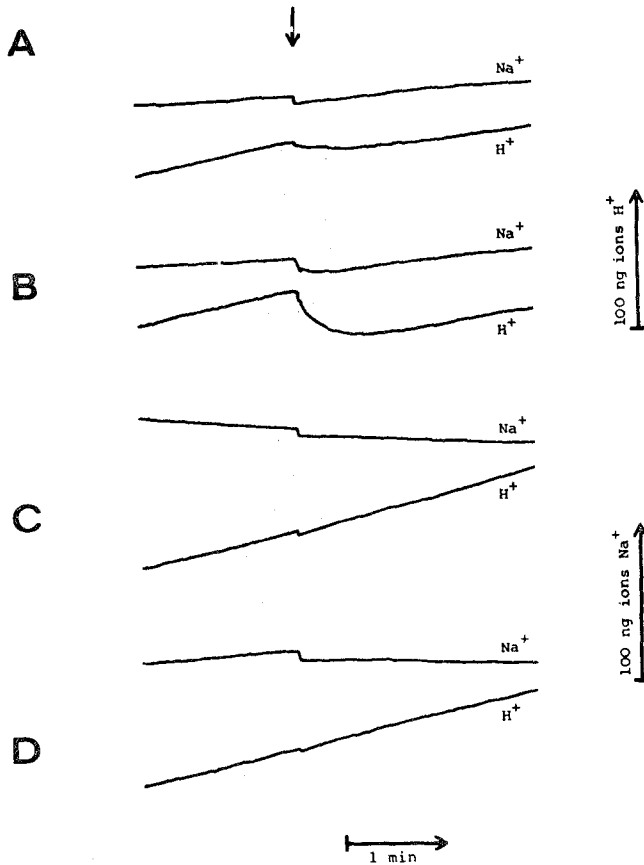 A
Na+
H+
100 ng ions H+
B
Na+
H+
C
Na+
H+
100 ng ions Na+
D
Na+
H+
1 min